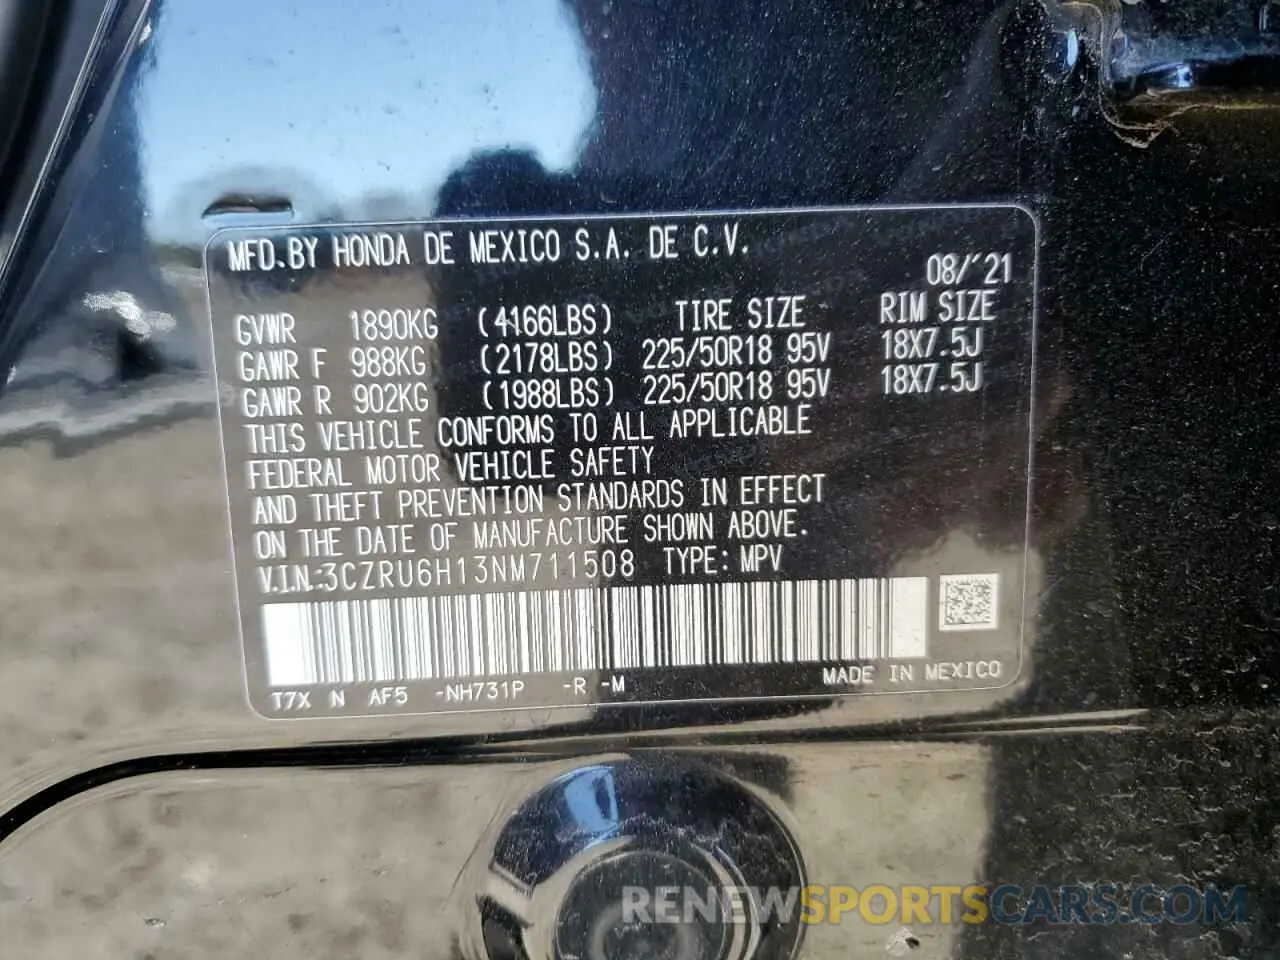 MFD. BY HONDA DE MEXICO S.A. DE C.V.
08/'21
GVWR 1890KG (4166LBS) TIRE SIZE RIM SIZE
GAWR F 988KG (2178LBS) 225/50R18 95V 18X7.5J
GAWR R 902KG (1988LBS) 225/50R18 95V 18X7.5J
THIS VEHICLE CONFORMS TO ALL APPLICABLE
FEDERAL MOTOR VEHICLE SAFETY
AND THEFT PREVENTION STANDARDS IN EFFECT
ON THE DATE OF MANUFACTURE SHOWN ABOVE.
V.I.N.:3CZRU6H13NM711508 TYPE: MPV
T7X N AF5 -NH731P -R -M MADE IN MEXICO
RENEWSPORTSCARS.COM